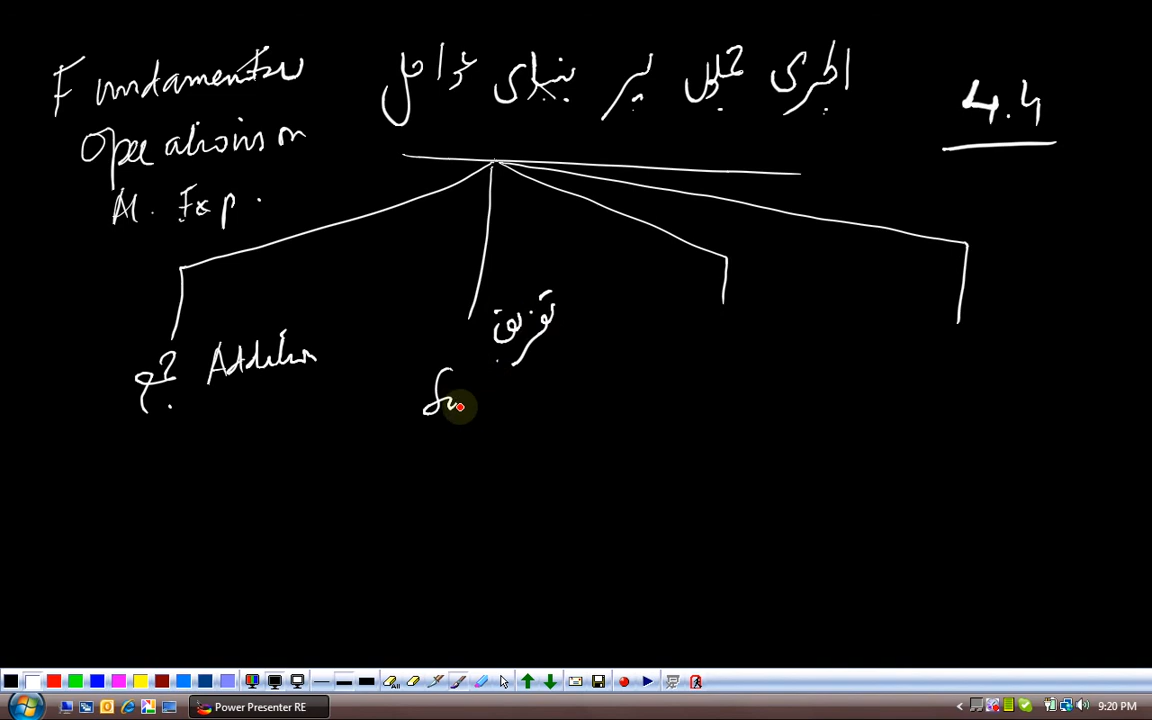 Fundamental
Operations on
Al. Exp.
الجبری جملوں پر بنیادی عوامل
4.4
جمع Addition
تفریق
Su
Power Presenter RE
9:20 PM